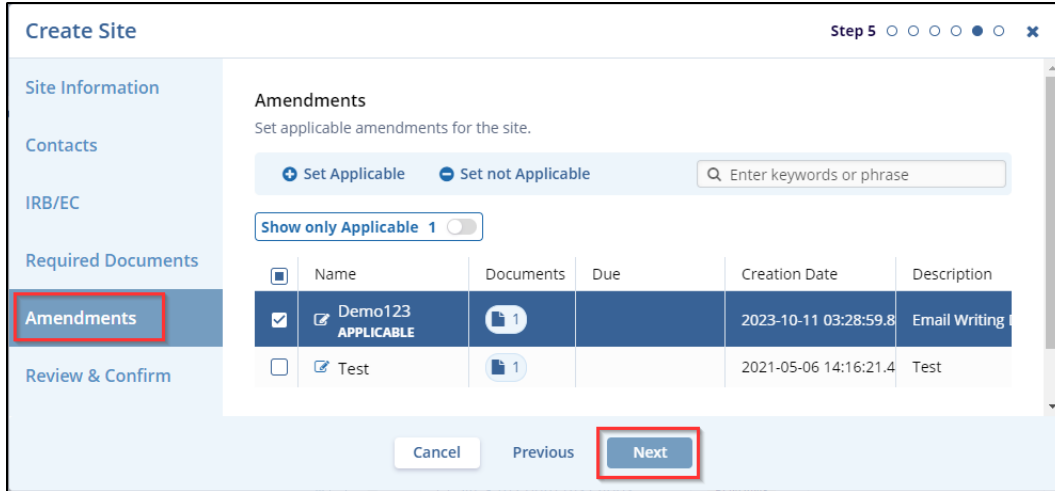 Create Site
Step 5
Site Information
Contacts
IRB/EC
Required Documents
Amendments
Review & Confirm
Amendments
Set applicable amendments for the site.
Set Applicable Set not Applicable Enter keywords or phrase
Show only Applicable 1
Name Documents Due Creation Date Description
Demo123 1 2023-10-11 03:28:59.8 Email Writing
APPLICABLE
Test 1 2021-05-06 14:16:21.4 Test
Cancel Previous Next